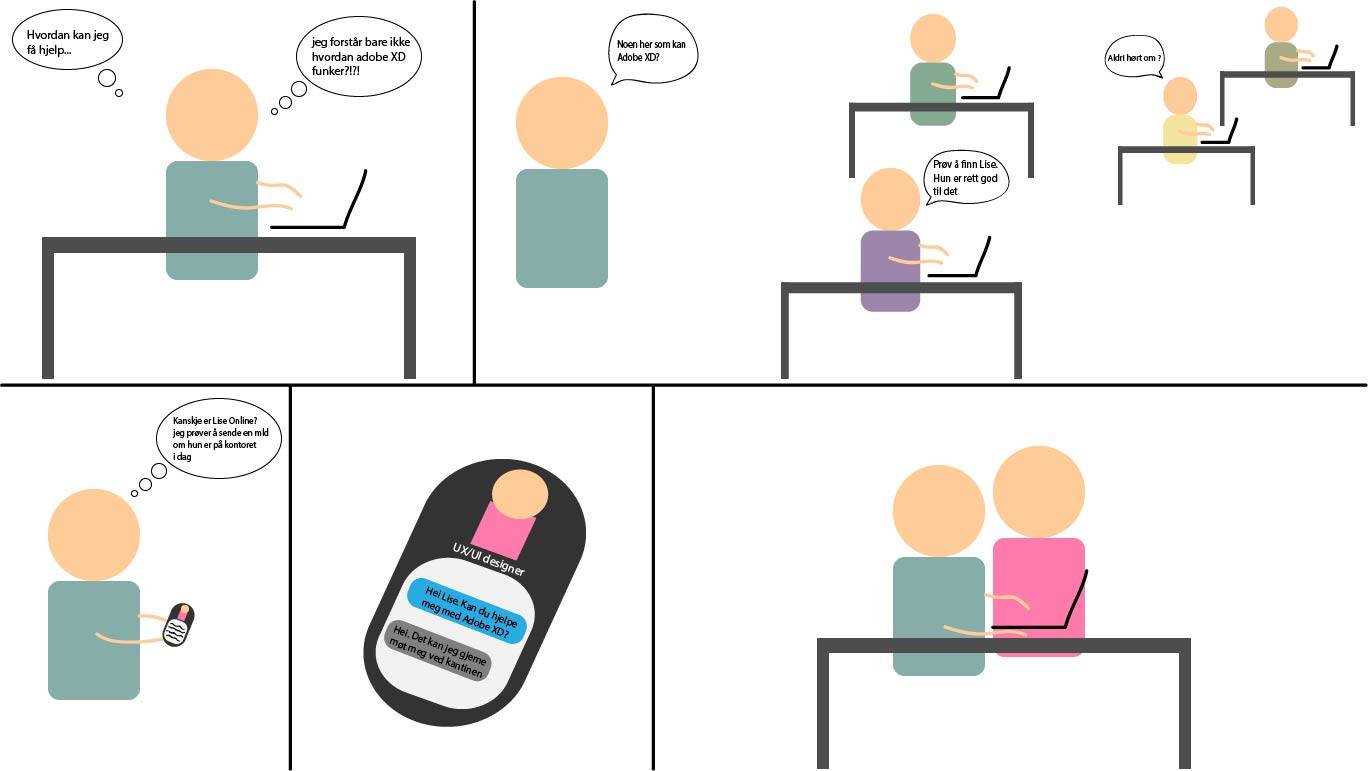 Hvordan kan jeg
få hjelp...
jeg forstår bare ikke
hvordan adobe XD
funker?!?!
Noen her som kan
Adobe XD?
Aldri hørt om ?
Prøv å finn Lise.
Hun er rett god
til det
Kanskje er Lise Online?
jeg prøver å sende en mld
om hun er på kontoret
i dag
UX/UI designer
Hei Lise. Kan du hjelpe
meg med Adobe XD?
Hei. Det kan jeg gjerne
møt meg ved kantinen